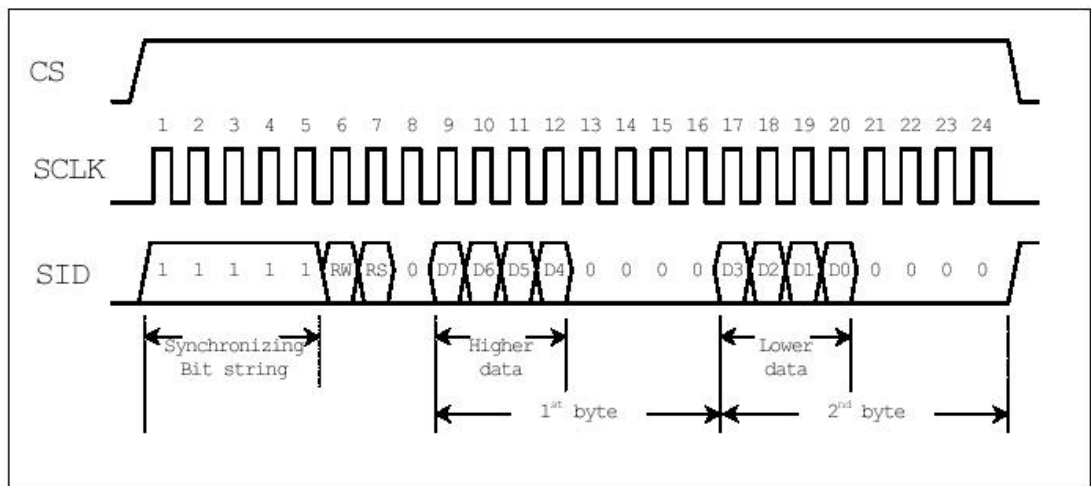 CS
1 2 3 4 5 6 7 8 9 10 11 12 13 14 15 16 17 18 19 20 21 22 23 24
SCLK
SID 1 1 1 1 1 RW RS 0 D7 D6 D5 D4 0 0 0 0 D3 D2 D1 D0 0 0 0 0
Synchronizing Higher Lower
Bit string data data
1st byte 2nd byte